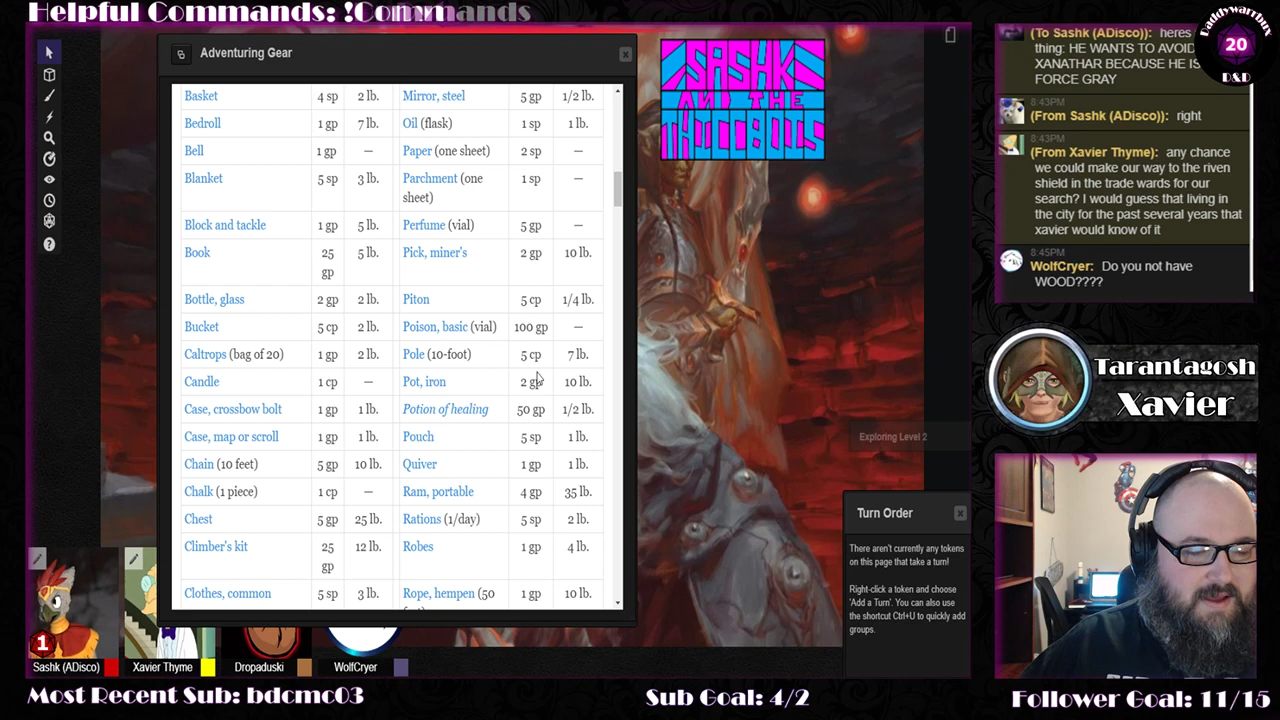 Helpful Commands: !Comm
mmands
Adventuring Gear
Basket 4 sp 2 lb. Mirror, steel 5 gp 1/2 lb.
Bedroll 1 gp 7 lb. Oil (flask) 1 sp 1 lb.
Bell 1 gp — Paper (one sheet) 2 sp —
Blanket 5 sp 3 lb. Parchment (one 1 sp —
sheet)
Block and tackle 1 gp 5 lb. Perfume (vial) 5 gp —
Book 25 5 lb. Pick, miner's 2 gp 10 lb.
gp
Bottle, glass 2 gp 2 lb. Piton 5 cp 1/4 lb.
Bucket 5 cp 2 lb. Poison, basic (vial) 100 gp —
Caltrops (bag of 20) 1 gp 2 lb. Pole (10-foot) 5 cp 7 lb.
Candle 1 cp — Pot, iron 2 gp 10 lb.
Case, crossbow bolt 1 gp 1 lb. Potion of healing 50 gp 1/2 lb.
Case, map or scroll 1 gp 1 lb. Pouch 5 sp 1 lb.
Chain (10 feet) 5 gp 10 lb. Quiver 1 gp 1 lb.
Chalk (1 piece) 1 cp — Ram, portable 4 gp 35 lb.
Chest 5 gp 25 lb. Rations (1/day) 5 sp 2 lb.
Climber's kit 25 12 lb. Robes 1 gp 4 lb.
gp
Clothes, common 5 sp 3 lb. Rope, hempen (50 1 gp 10 lb.
SASHK
AND THE
THICCBOIS
(To Sashk (ADisco)): heres
thing: HE WANTS TO AVOID
XANATHAR BECAUSE HE IS
FORCE GRAY
8:43PM
(From Sashk (ADisco)): right
8:43PM
(From Xavier Thyme): any chance
we could make our way to the riven
shield in the trade wards for our
search? I would guess that living in
the city for the past several years that
xavier would know of it
8:45PM
WolfCryer: Do you not have
WOOD????
Daddywarrbux
20
D&D
Tarantagosh
Xavier
Exploring Level 2
Turn Order
There aren't currently any tokens
on this page that take a turn!
Right-click a token and choose
'Add a Turn'. You can also use
the shortcut Ctrl+U to quickly add
groups.
1
Sashk (ADisco) Xavier Thyme Dropaduski WolfCryer
Most Recent Sub: bdcmc03 Sub Goal: 4/2 Follower Goal: 11/15